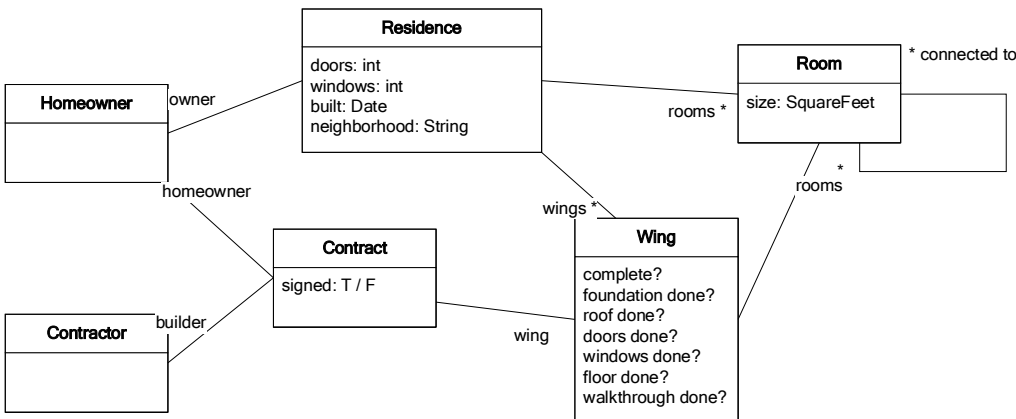 Residence
doors: int
windows: int
built: Date
neighborhood: String
Room
size: SquareFeet
* connected to
Homeowner
owner
rooms *
homeowner
rooms
*
wings *
Contract
signed: T / F
Wing
complete?
foundation done?
roof done?
doors done?
windows done?
floor done?
walkthrough done?
wing
Contractor
builder